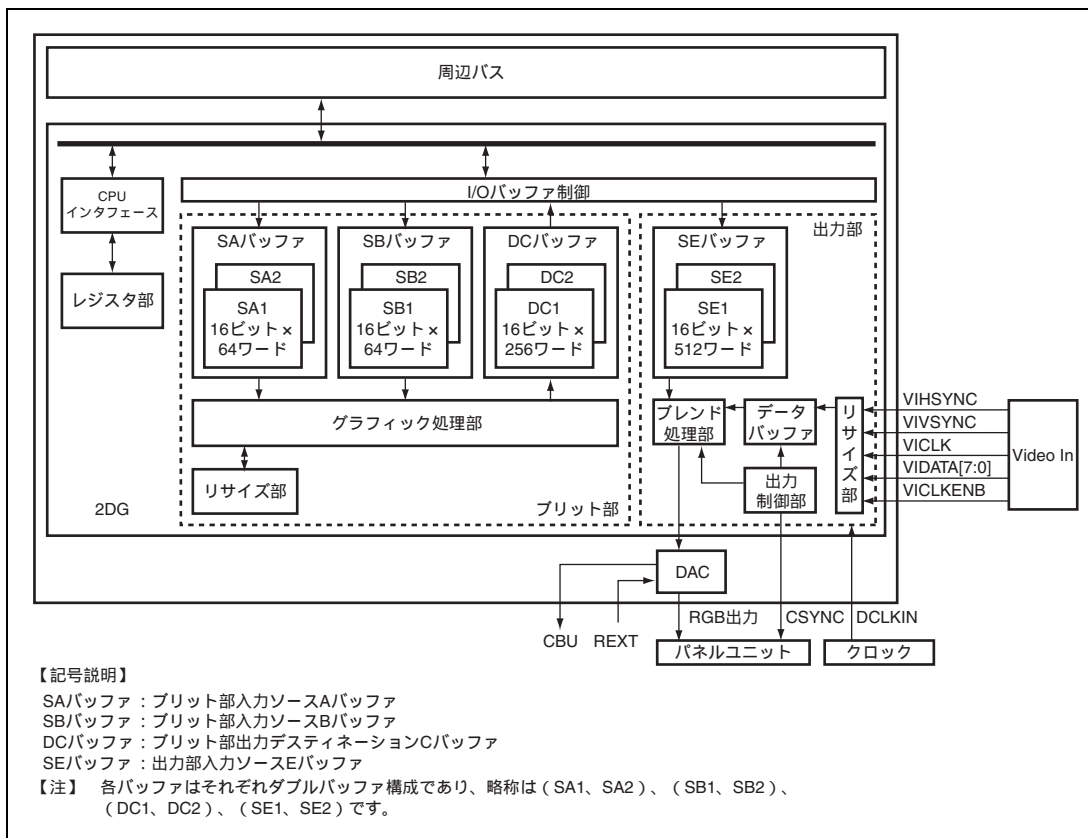 周辺バス
CPU
インタフェース
レジスタ部
I/Oバッファ制御
SAバッファ
SA2
SA1
16ビット×
64ワード
SBバッファ
SB2
SB1
16ビット×
64ワード
DCバッファ
DC2
DC1
16ビット×
256ワード
出力部
SEバッファ
SE2
SE1
16ビット×
512ワード
グラフィック処理部
リサイズ部
ブリット部
2DG
ブレンド
処理部
データ
バッファ
出力
制御部
リサイズ部
VIHSYNC
VIVSYNC
VICLK
VIDATA[7:0]
VICLKENB
Video In
DAC
CBU
REXT
RGB出力
CSYNC
DCLKIN
パネルユニット
クロック
【記号説明】
SAバッファ：ブリット部入力ソースAバッファ
SBバッファ：ブリット部入力ソースBバッファ
DCバッファ：ブリット部出力デスティネーションCバッファ
SEバッファ：出力部入力ソースEバッファ
【注】 各バッファはそれぞれダブルバッファ構成であり、略称は（SA1、SA2）、（SB1、SB2）、
（DC1、DC2）、（SE1、SE2）です。